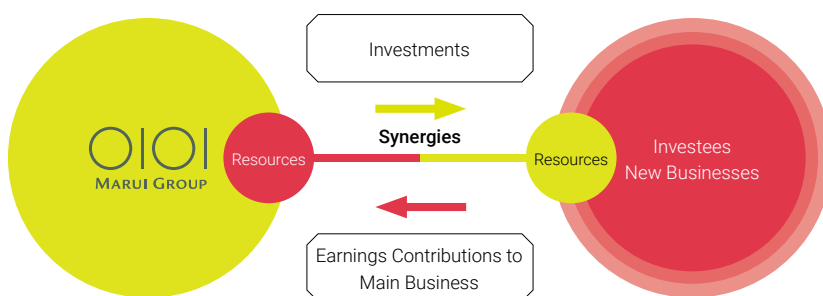 Investments
OIOI
MARUI GROUP
Resources
Synergies
Resources
Investees
New Businesses
Earnings Contributions to
Main Business